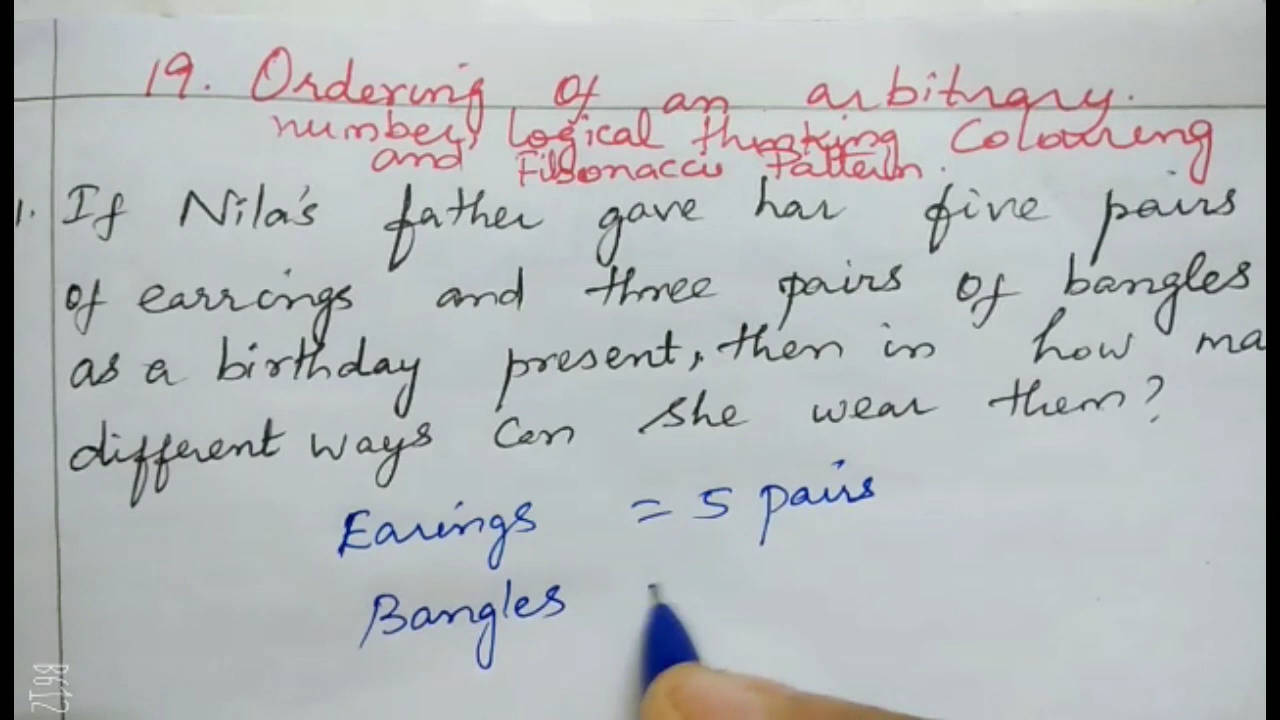 19. Ordering of an arbitrary.
number, logical thinking Colouring
and Fibonacci Pattern.
1. If Nila's father gave har five pairs
of earrings and three pairs of bangles
as a birthday present, then in how ma
different ways can she wear them?
Earings = 5 pairs
Bangles
B612